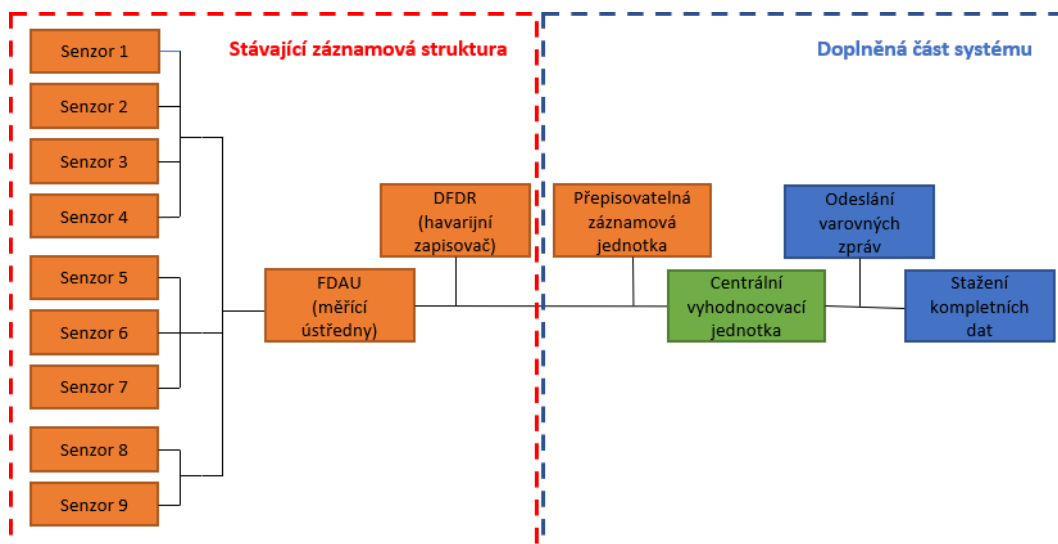 Stávající záznamová struktura
Doplněná část systému
Senzor 1
Senzor 2
Senzor 3
Senzor 4
Senzor 5
Senzor 6
Senzor 7
Senzor 8
Senzor 9
FDAU
(měřící
ústředny)
DFDR
(havarijní
zapisovač)
Přepisovatelná
záznamová
jednotka
Centrální
vyhodnocovací
jednotka
Odeslání
varovných
zpráv
Stažení
kompletních
dat